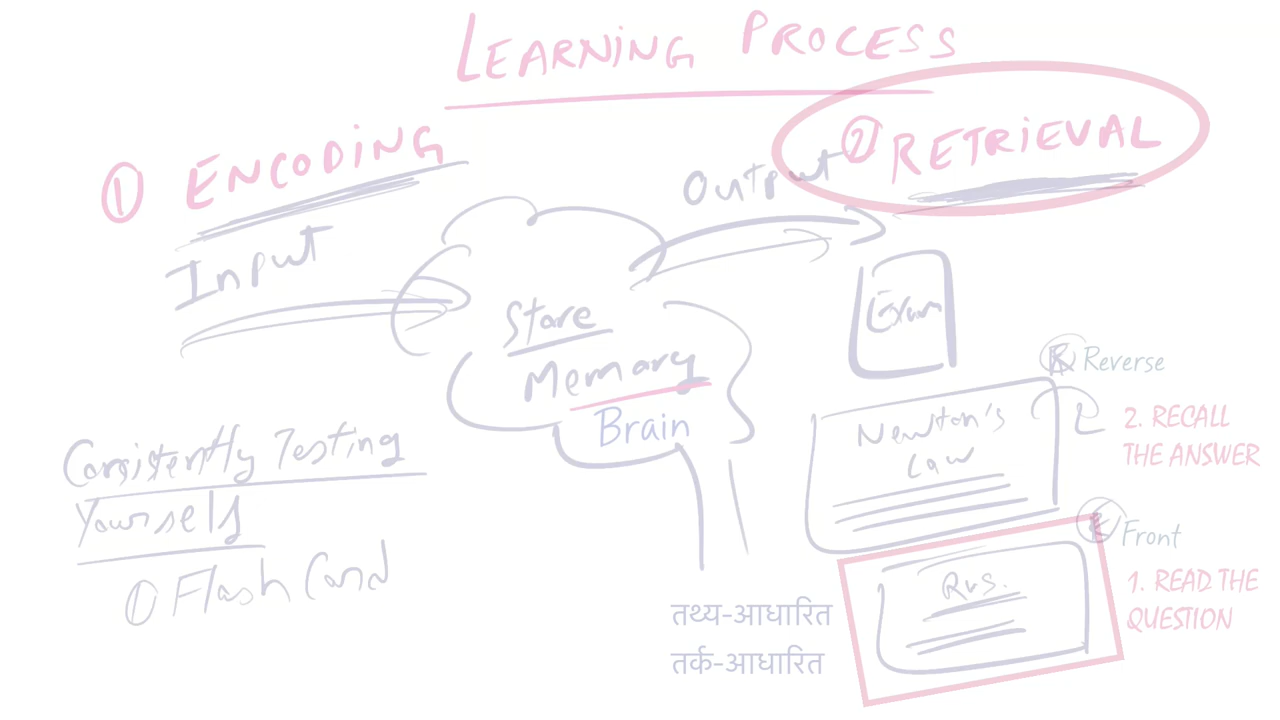 LEARNING PROCESS
① ENCODING
② RETRIEVAL
Input
Output
Store
Memory
Brain
Exam
Reverse
Newton's
Law
2. RECALL
THE ANSWER
Consistently Testing
Yourself
① Flash Card
Front
Qus.
1. READ THE
QUESTION
तथ्य-आधारित
तर्क-आधारित